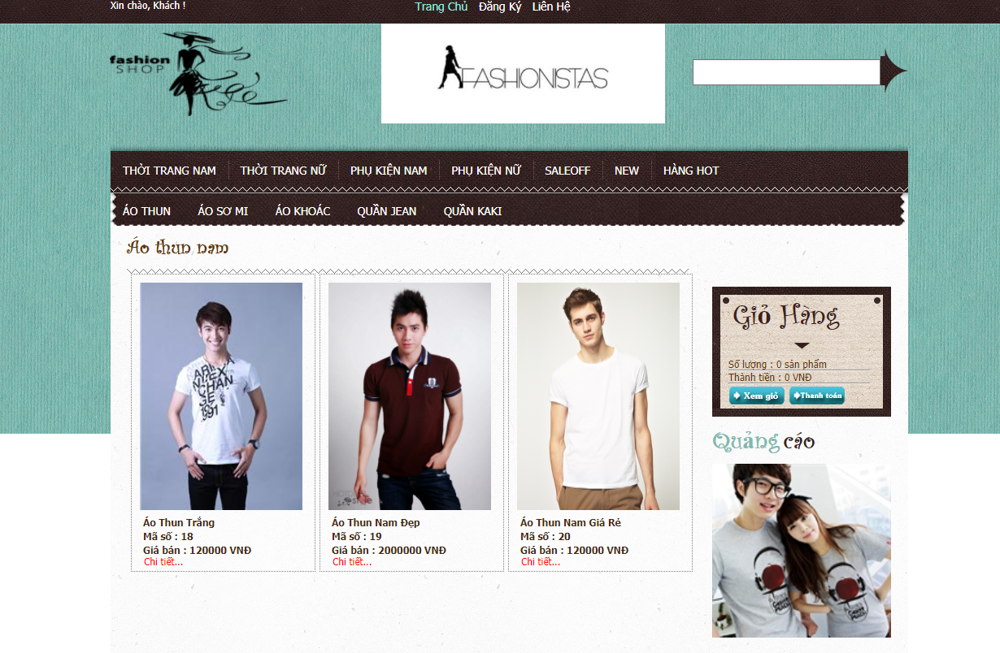 Xin chào, Khách !
Trang Chủ Đăng Ký Liên Hệ
fashion
SHOP
FASHIONISTAS
THỜI TRANG NAM THỜI TRANG NỮ PHỤ KIỆN NAM PHỤ KIỆN NỮ SALEOFF NEW HÀNG HOT
ÁO THUN ÁO SƠ MI ÁO KHOÁC QUẦN JEAN QUẦN KAKI
Áo thun nam
Áo Thun Trắng
Mã số : 18
Giá bán : 120000 VNĐ
Chi tiết...
Áo Thun Nam Đẹp
Mã số : 19
Giá bán : 2000000 VNĐ
Chi tiết...
Áo Thun Nam Giá Rẻ
Mã số : 20
Giá bán : 120000 VNĐ
Chi tiết...
Giỏ Hàng
Số lượng : 0 sản phẩm
Thành tiền : 0 VNĐ
Xem giỏ Thanh toán
Quảng cáo